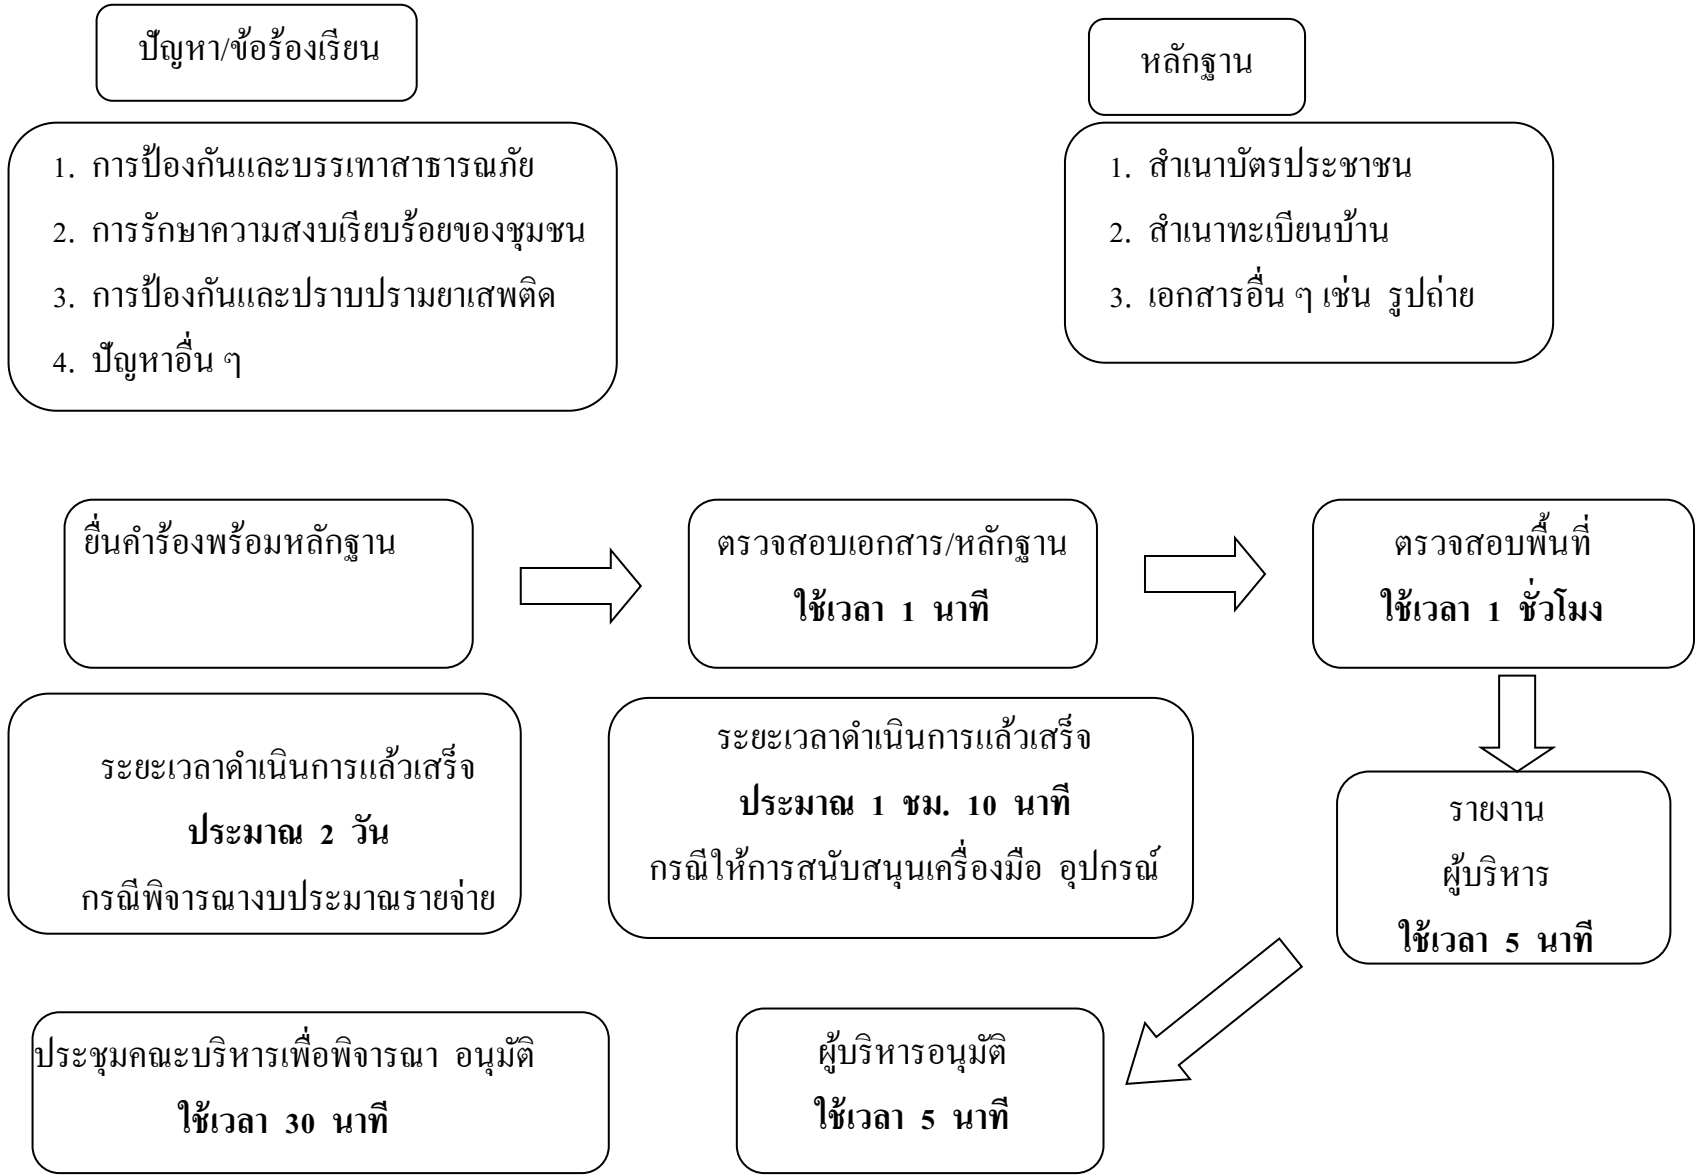 ปัญหา/ข้อร้องเรียน
หลักฐาน
1. การป้องกันและบรรเทาสาธารณภัย
2. การรักษาความสงบเรียบร้อยของชุมชน
3. การป้องกันและปราบปรามยาเสพติด
4. ปัญหาอื่น ๆ
1. สำเนาบัตรประชาชน
2. สำเนาทะเบียนบ้าน
3. เอกสารอื่น ๆ เช่น รูปถ่าย
ยื่นคำร้องพร้อมหลักฐาน
ตรวจสอบเอกสาร/หลักฐาน
ใช้เวลา 1 นาที
ตรวจสอบพื้นที่
ใช้เวลา 1 ชั่วโมง
ระยะเวลาดำเนินการแล้วเสร็จ
ประมาณ 2 วัน
กรณีพิจารณางบประมาณรายจ่าย
ระยะเวลาดำเนินการแล้วเสร็จ
ประมาณ 1 ชม. 10 นาที
กรณีให้การสนับสนุนเครื่องมือ อุปกรณ์
รายงาน
ผู้บริหาร
ใช้เวลา 5 นาที
ประชุมคณะบริหารเพื่อพิจารณา อนุมัติ
ใช้เวลา 30 นาที
ผู้บริหารอนุมัติ
ใช้เวลา 5 นาที